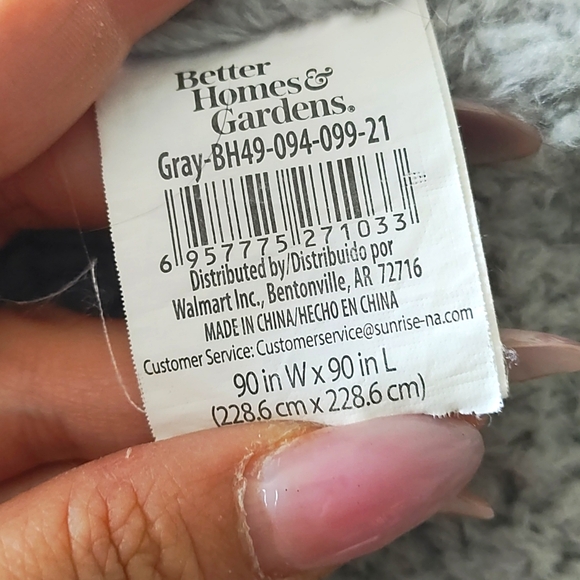 Better
Homes&
Gardens®
Gray-BH49-094-099-21
6 957775 271033
Distributed by/Distribuido por
Walmart Inc., Bentonville, AR 72716
MADE IN CHINA/HECHO EN CHINA
Customer Service: Customerservice@sunrise-na.com
90 in W x 90 in L
(228.6 cm x 228.6 cm)